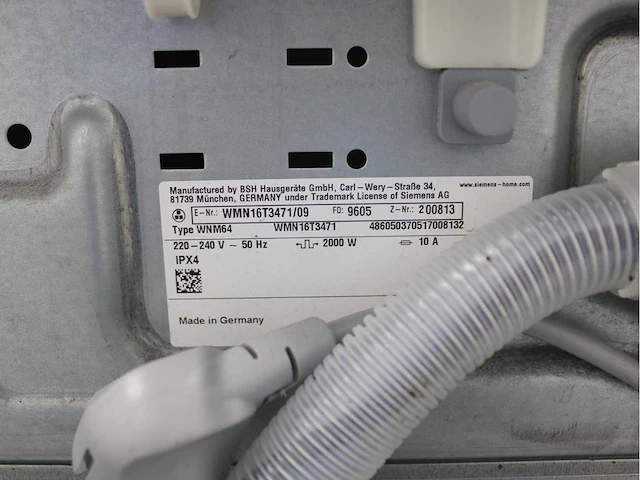 Manufactured by BSH Hausgeräte GmbH, Carl-Wery-Straße 34,
81739 München, GERMANY under Trademark License of Siemens AG
www.siemens-home.com
E-Nr.: WMN16T3471/09 FD: 9605 Z-Nr.: 200813
Type WNM64 WMN16T3471 486050370517008132
220-240 V ~ 50 Hz 2000 W 10 A
IPX4
Made in Germany